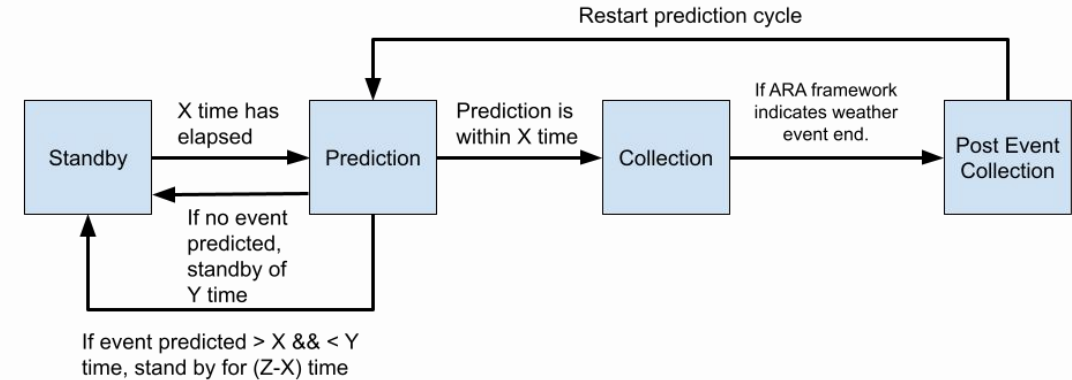 Restart prediction cycle
X time has
elapsed
Prediction is
within X time
If ARA framework
indicates weather
event end.
Standby
Prediction
Collection
Post Event
Collection
If no event
predicted,
standby of
Y time
If event predicted > X && < Y
time, stand by for (Z-X) time